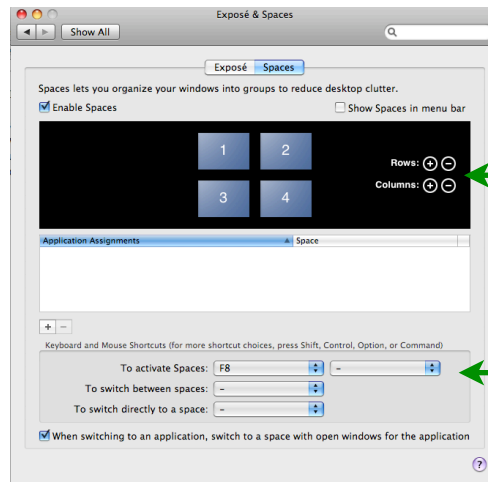 Exposé & Spaces
Show All
Exposé Spaces
Spaces lets you organize your windows into groups to reduce desktop clutter.
Enable Spaces Show Spaces in menu bar
1 2
Rows: + −
Columns: + −
3 4
Application Assignments Space
+ −
Keyboard and Mouse Shortcuts (for more shortcut choices, press Shift, Control, Option, or Command)
To activate Spaces: F8 –
To switch between spaces: –
To switch directly to a space: –
When switching to an application, switch to a space with open windows for the application
?